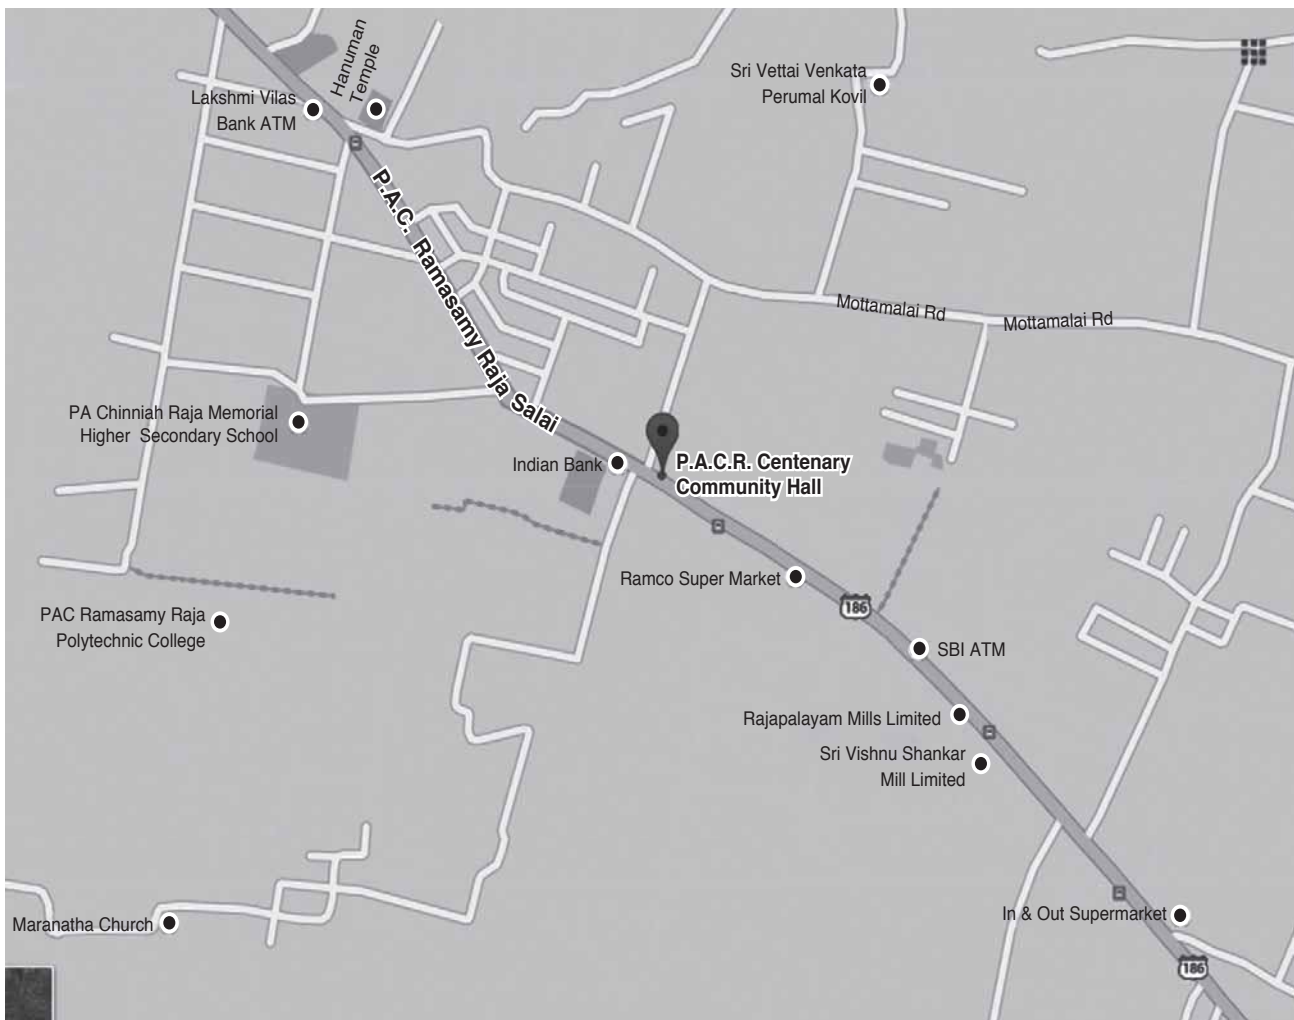 Hanuman
Temple
Lakshmi Vilas
Bank ATM
Sri Vettai Venkata
Perumal Kovil
P.A.C. Ramasamy Raja Salai
Mottamalai Rd
Mottamalai Rd
PA Chinniah Raja Memorial
Higher Secondary School
Indian Bank
P.A.C.R. Centenary
Community Hall
Ramco Super Market
186
PAC Ramasamy Raja
Polytechnic College
SBI ATM
Rajapalayam Mills Limited
Sri Vishnu Shankar
Mill Limited
Maranatha Church
In & Out Supermarket
186